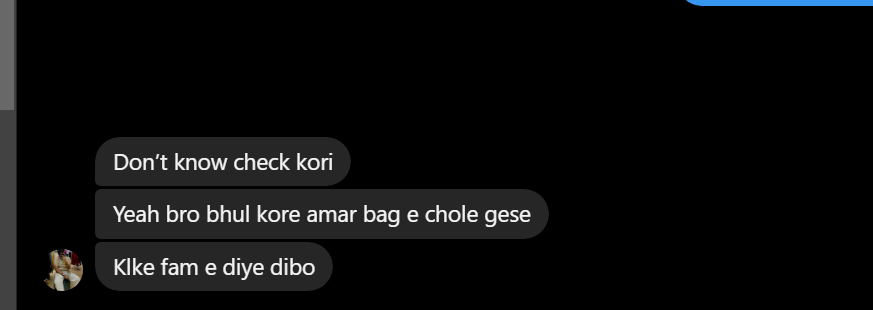 Don’t know check kori
Yeah bro bhul kore amar bag e chole gese
Klke fam e diye dibo